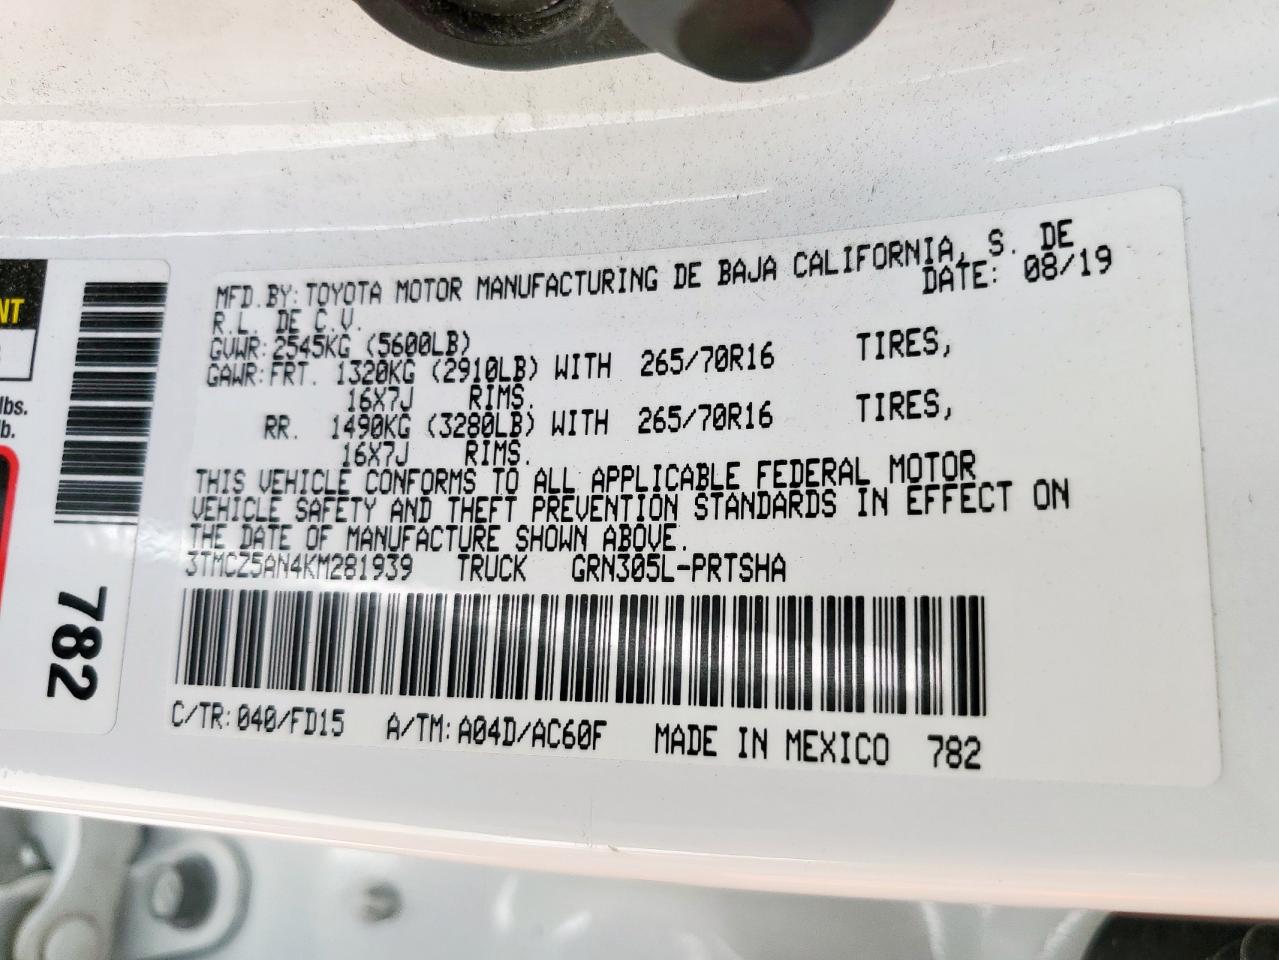 MFD.BY: TOYOTA MOTOR MANUFACTURING DE BAJA CALIFORNIA, S. DE
R.L. DE C.V. DATE: 08/19
GVWR: 2545KG (5600LB)
GAWR: FRT. 1320KG (2910LB) WITH 265/70R16 TIRES,
16X7J RIMS.
RR. 1490KG (3280LB) WITH 265/70R16 TIRES,
16X7J RIMS.
THIS VEHICLE CONFORMS TO ALL APPLICABLE FEDERAL MOTOR
VEHICLE SAFETY AND THEFT PREVENTION STANDARDS IN EFFECT ON
THE DATE OF MANUFACTURE SHOWN ABOVE.
3TMCZ5AN4KM281939 TRUCK GRN305L-PRTSHA
C/TR: 040/FD15 A/TM: A04D/AC60F MADE IN MEXICO 782
782
NT
lbs.
b.